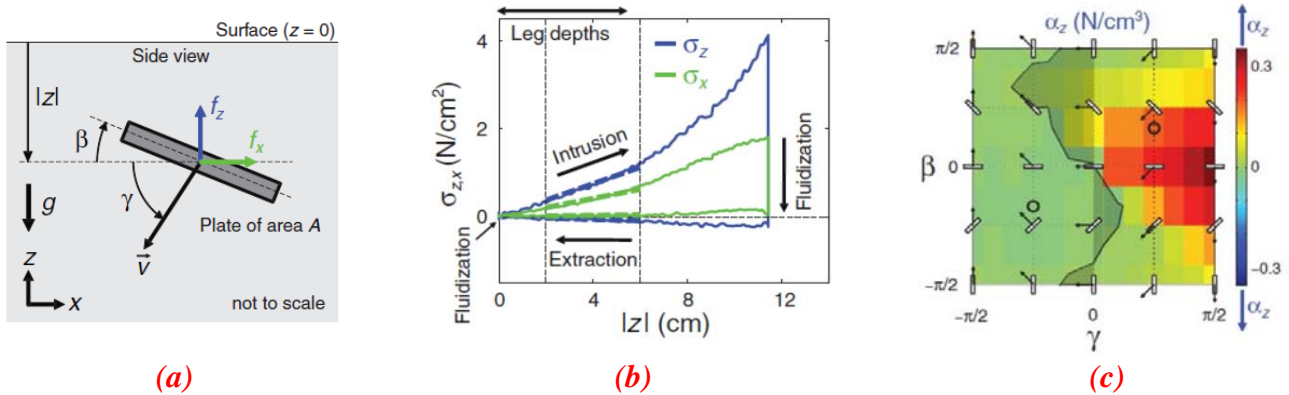 Surface (z = 0)
Side view
|z|
β
f_z
f_x
γ
g
Plate of area A
v⃗
z
x
not to scale
(a)
Leg depths
σ_z
σ_x
σ_z,x (N/cm²)
4
2
0
Intrusion
Extraction
Fluidization
Fluidization
0
4
8
12
|z| (cm)
(b)
α_z (N/cm³)
α_z
π/2
β
0
−π/2
−π/2
0
π/2
γ
0.3
0
−0.3
α_z
(c)